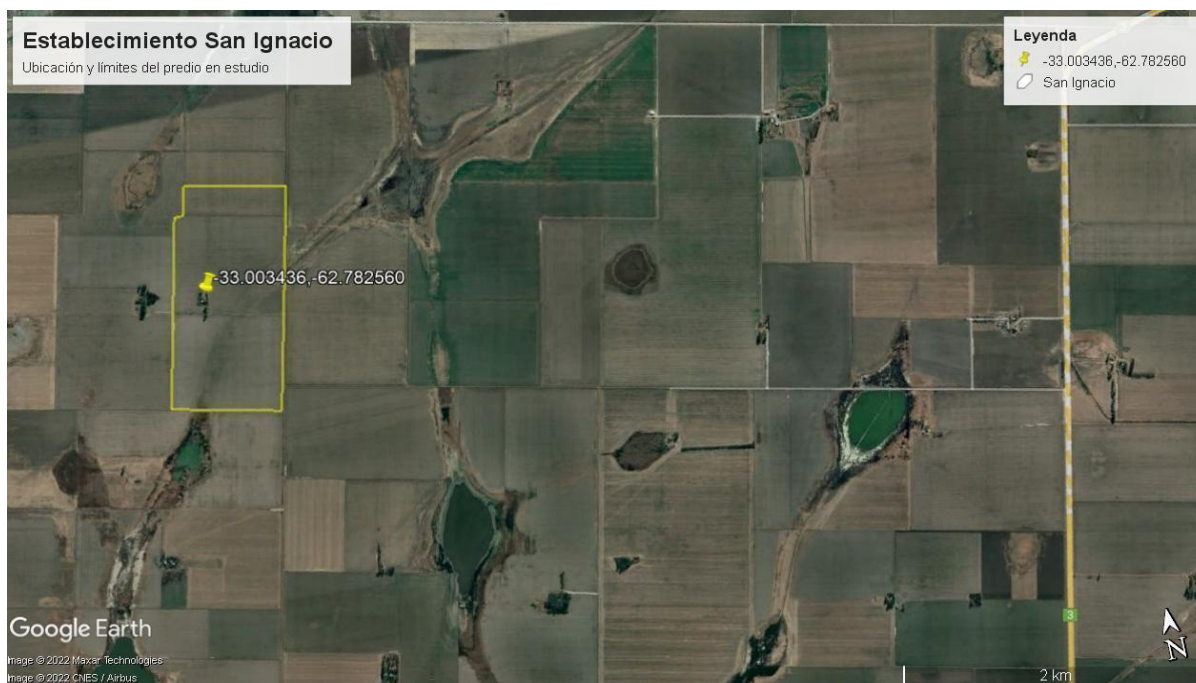 Establecimiento San Ignacio
Ubicación y límites del predio en estudio
Leyenda
-33.003436,-62.782560
San Ignacio
3
-33.003436,-62.782560
3
Google Earth
Image © 2022 Maxar Technologies
Image © 2022 CNES / Airbus
2 km
N